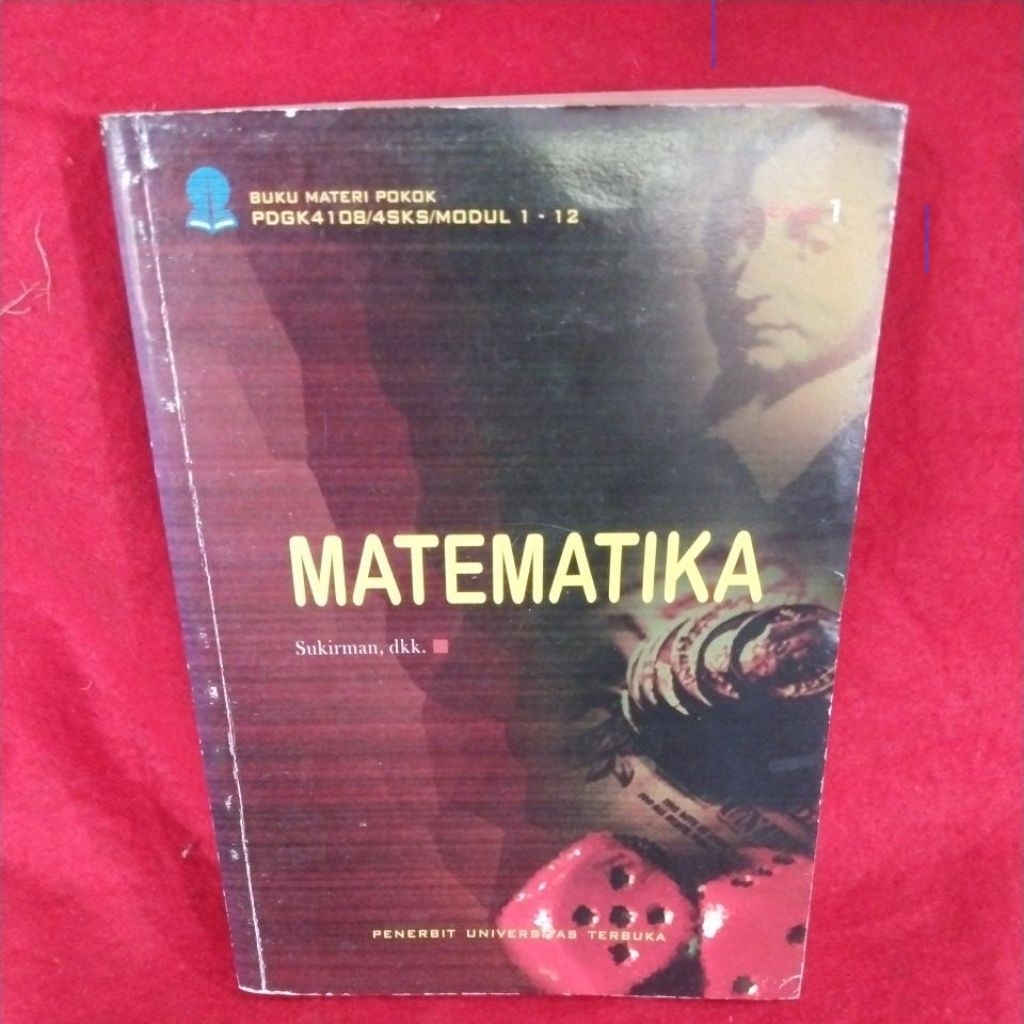 BUKU MATERI POKOK
PDGK4108/4SKS/MODUL 1 - 12
1
MATEMATIKA
Sukirman, dkk.
PENERBIT UNIVERSITAS TERBUKA